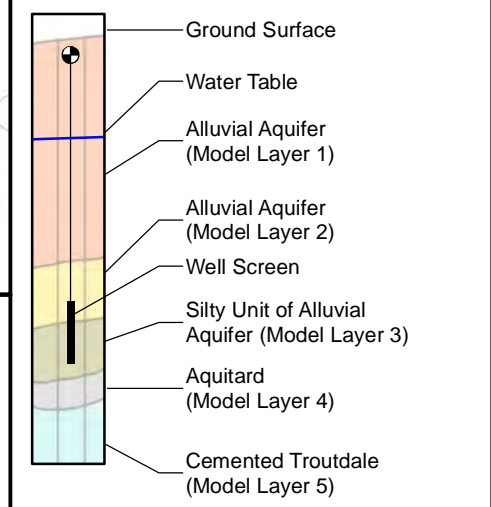 Ground Surface
Water Table
Alluvial Aquifer
(Model Layer 1)
Alluvial Aquifer
(Model Layer 2)
Well Screen
Silty Unit of Alluvial
Aquifer (Model Layer 3)
Aquitard
(Model Layer 4)
Cemented Troutdale
(Model Layer 5)